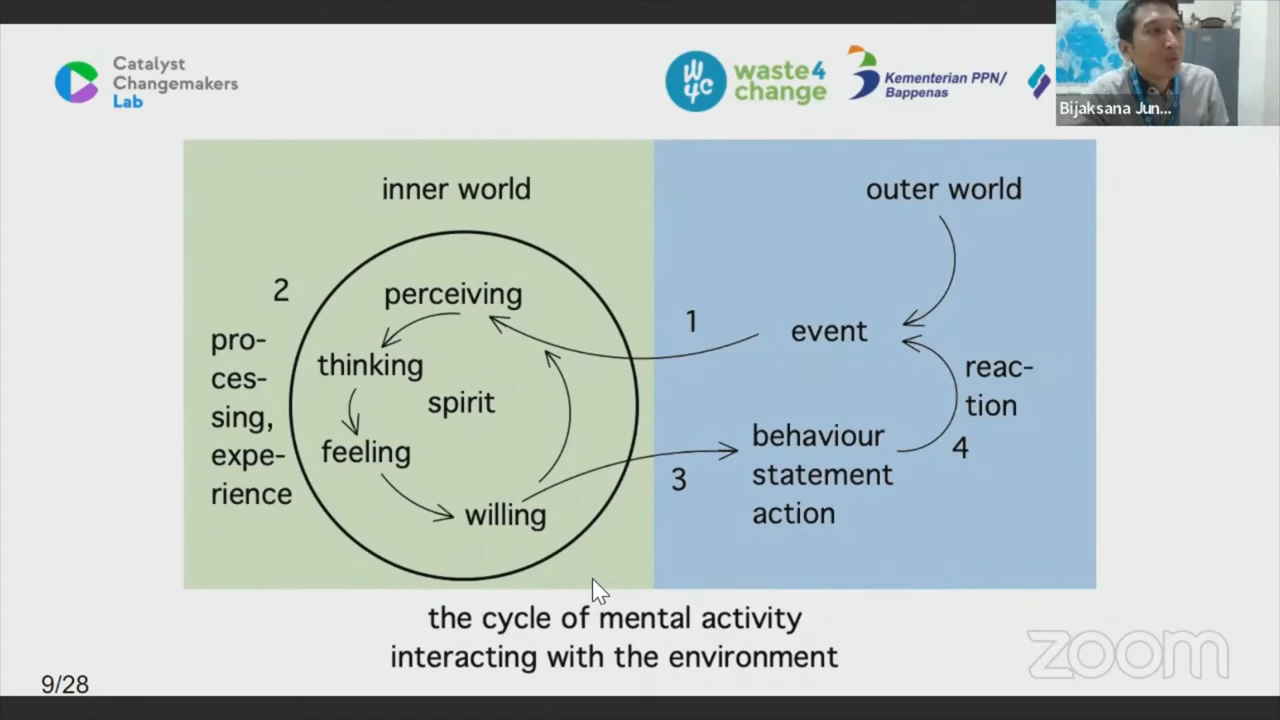 Catalyst
Changemakers
Lab
waste4
change
Kementerian PPN/
Bappenas
Bijaksana Jun...
inner world
outer world
2
perceiving
1
event
pro-
ces-
sing,
expe-
rience
thinking
spirit
feeling
willing
reac-
tion
4
behaviour
statement
action
3
the cycle of mental activity
interacting with the environment
zoom
9/28